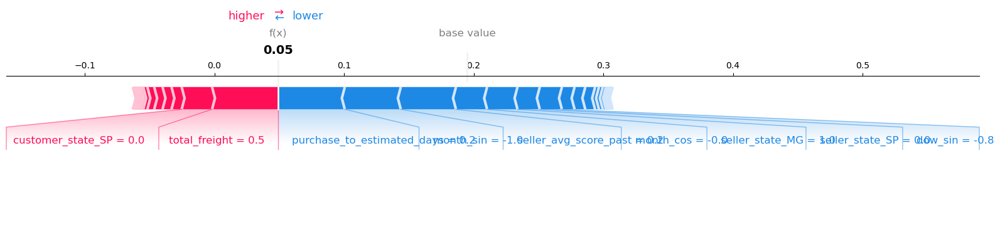 higher ⇄ lower
f(x) base value
0.05
−0.1 0.0 0.1 0.2 0.3 0.4 0.5
customer_state_SP = 0.0 total_freight = 0.5 purchase_to_estimated_days = 0.2 month_sin = -1.0 seller_avg_score_past = 0.2 month_cos = -0.0 seller_state_MG = 1.0 seller_state_SP = 0.0 dow_sin = -0.8